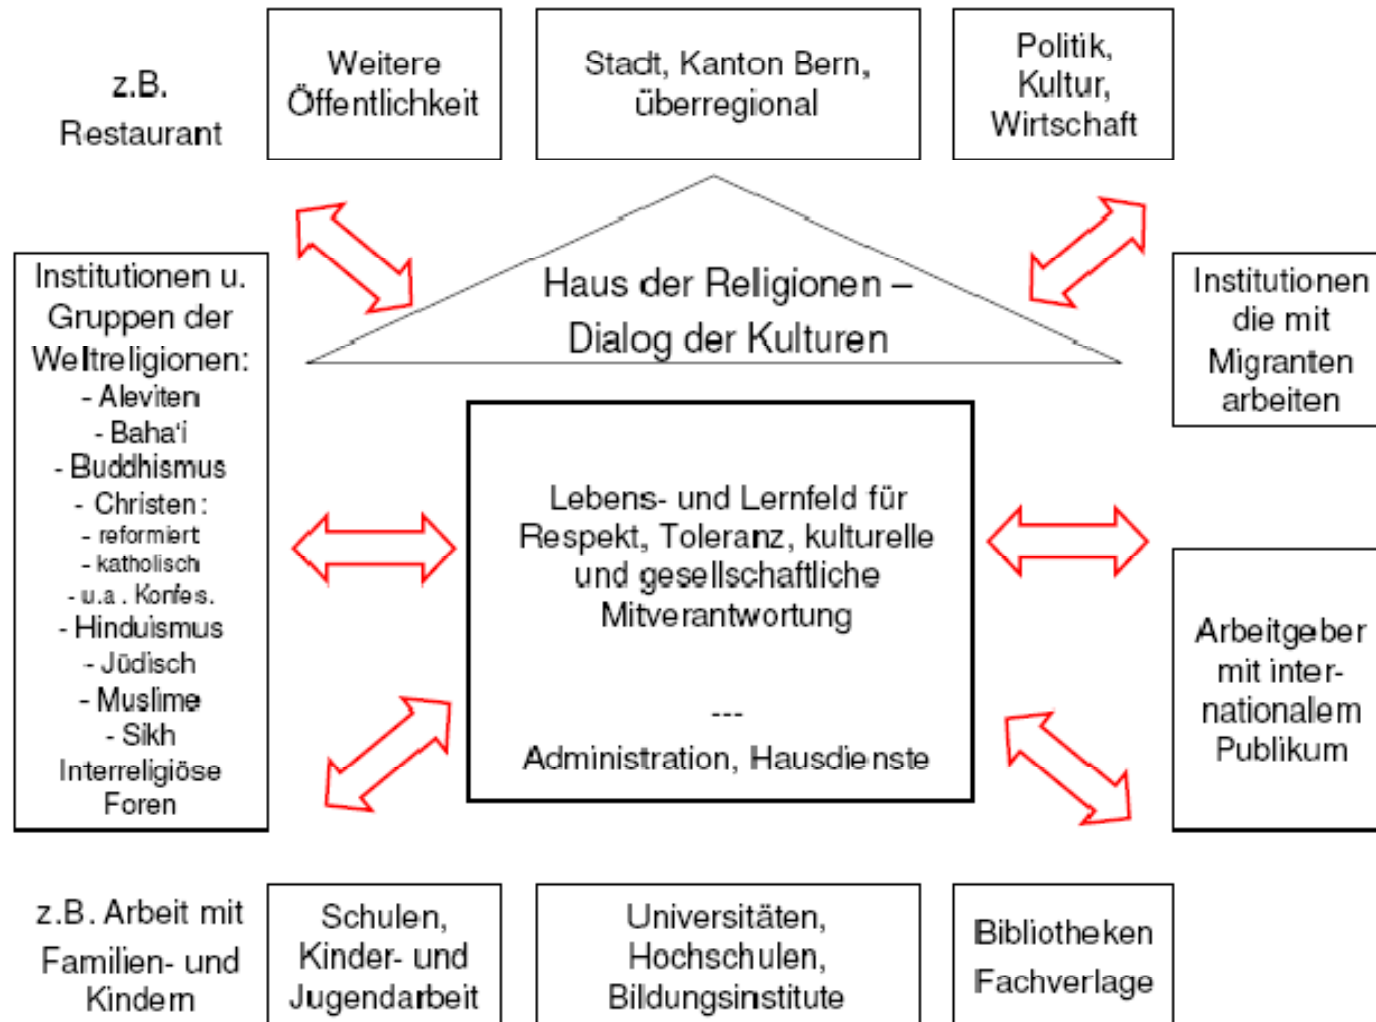 z.B.
Restaurant
Weitere
Öffentlichkeit
Stadt, Kanton Bern,
überregional
Politik,
Kultur,
Wirtschaft
Haus der Religionen –
Dialog der Kulturen
Institutionen u.
Gruppen der
Weltreligionen:
- Aleviten
- Baha'i
- Buddhismus
- Christen :
- reformiert
- katholisch
- u.a . Konfes.
- Hinduismus
- Jüdisch
- Muslime
- Sikh
Interreligiöse
Foren
Lebens- und Lernfeld für
Respekt, Toleranz, kulturelle
und gesellschaftliche
Mitverantwortung
---
Administration, Hausdienste
Institutionen
die mit
Migranten
arbeiten
Arbeitgeber
mit inter-
nationalem
Publikum
z.B. Arbeit mit
Familien- und
Kindern
Schulen,
Kinder- und
Jugendarbeit
Universitäten,
Hochschulen,
Bildungsinstitute
Bibliotheken
Fachverlage